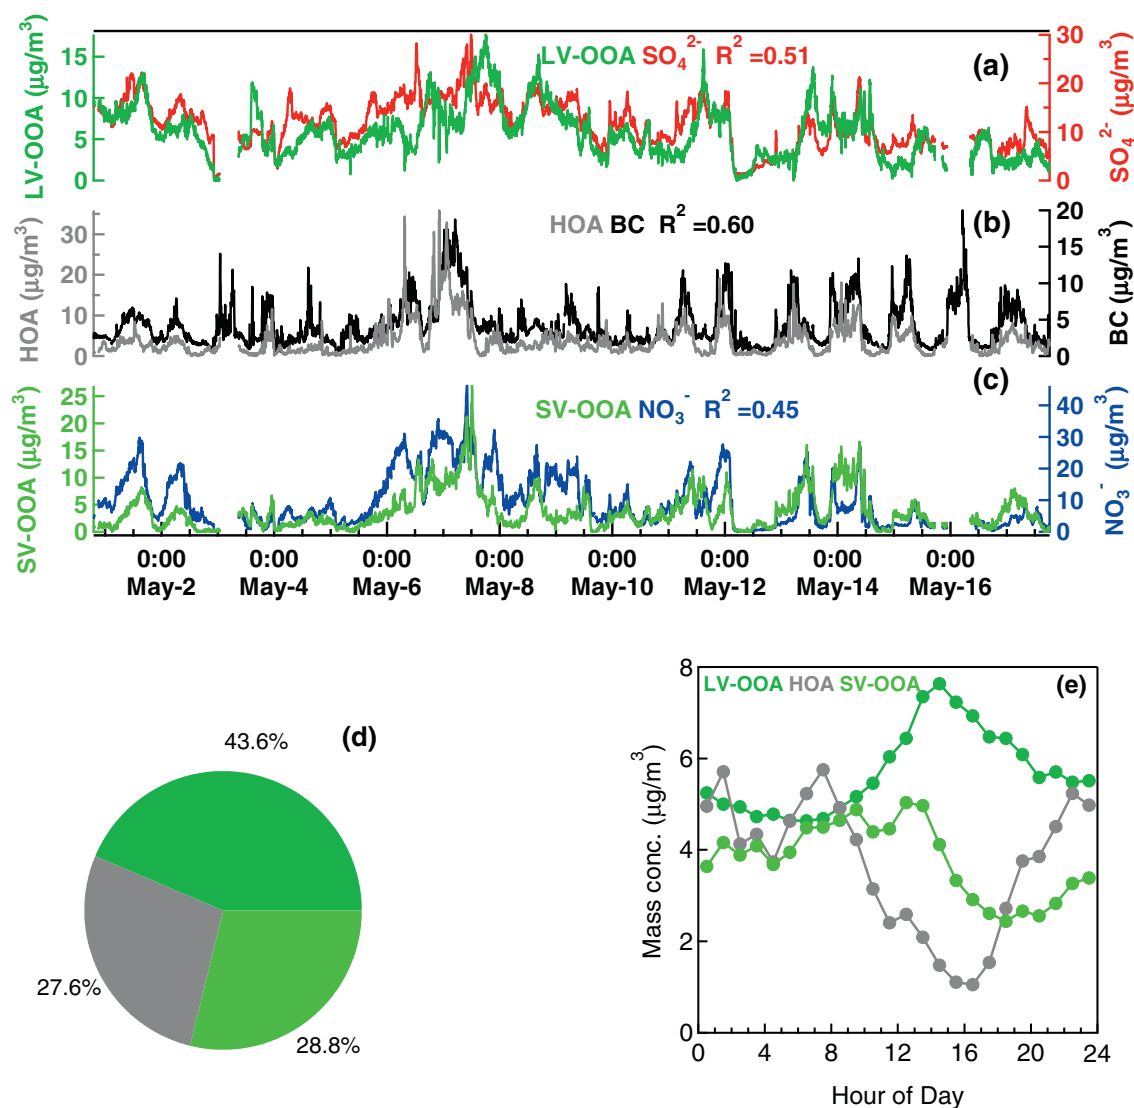 LV-OOA SO₄²⁻ R² =0.51
(a)
LV-OOA (µg/m³)
15
10
5
0
30
20
10
0
SO₄²⁻ (µg/m³)
HOA BC R² =0.60
(b)
HOA (µg/m³)
30
20
10
0
20
15
10
5
0
BC (µg/m³)
SV-OOA NO₃⁻ R² =0.45
(c)
SV-OOA (µg/m³)
25
20
15
10
5
0
40
30
20
10
0
NO₃⁻ (µg/m³)
0:00 0:00 0:00 0:00 0:00 0:00 0:00 0:00
May-2 May-4 May-6 May-8 May-10 May-12 May-14 May-16
(d)
43.6%
27.6%
28.8%
LV-OOA HOA SV-OOA
(e)
Mass conc. (µg/m³)
8
6
4
2
0
0 4 8 12 16 20 24
Hour of Day